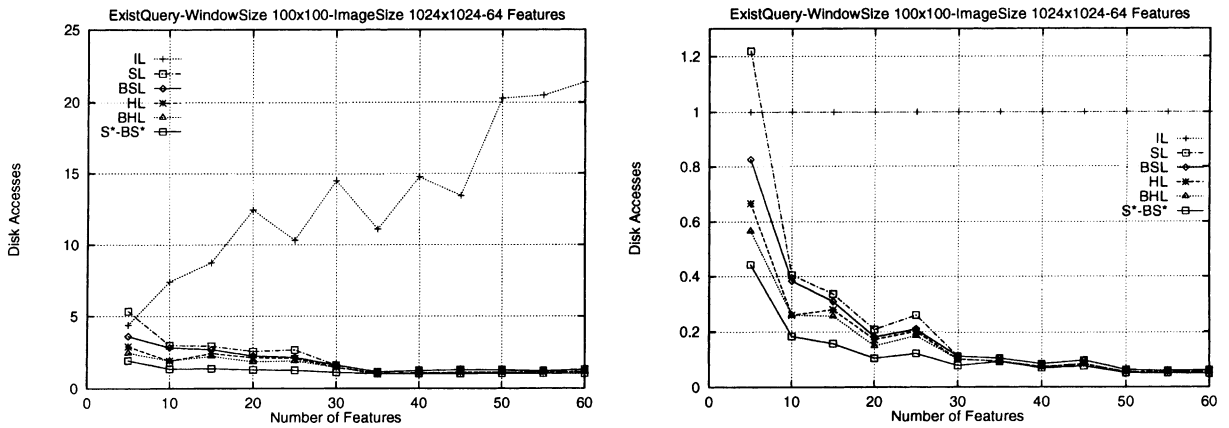 ExistQuery-WindowSize 100x100-ImageSize 1024x1024-64 Features
25
20
15
10
5
0
Disk Accesses
IL
SL
BSL
HL
BHL
S*-BS*
0 10 20 30 40 50 60
Number of Features
ExistQuery-WindowSize 100x100-ImageSize 1024x1024-64 Features
1.2
1
0.8
0.6
0.4
0.2
0
Disk Accesses
IL
SL
BSL
HL
BHL
S*-BS*
0 10 20 30 40 50 60
Number of Features